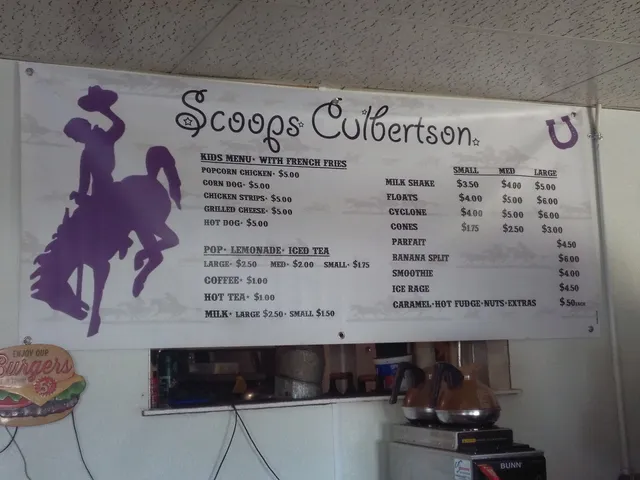 Scoops Culbertson
KIDS MENU· WITH FRENCH FRIES
POPCORN CHICKEN· $5.00
CORN DOG· $5.00
CHICKEN STRIPS· $5.00
GRILLED CHEESE· $5.00
HOT DOG· $5.00
POP· LEMONADE· ICED TEA
LARGE· $2.50 MED· $2.00 SMALL· $1.75
COFFEE· $1.00
HOT TEA· $1.00
MILK· LARGE $2.50· SMALL $1.50
SMALL MED LARGE
MILK SHAKE $3.50 $4.00 $5.00
FLOATS $4.00 $5.00 $6.00
CYCLONE $4.00 $5.00 $6.00
CONES $1.75 $2.50 $3.00
PARFAIT $4.50
BANANA SPLIT $6.00
SMOOTHIE $4.00
ICE RAGE $4.50
CARAMEL·HOT FUDGE·NUTS·EXTRAS $.50
ENJOY OUR
Burgers
BUNN